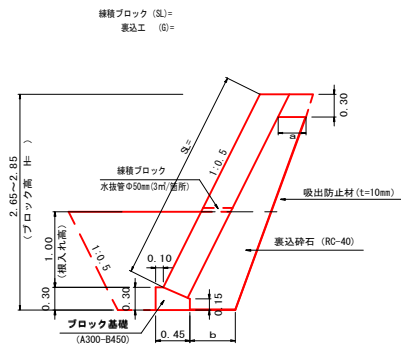 練積ブロック (SL)=
裏込工 (G)=
SL=
1:0.5
0.30
a
練積ブロック
水抜管Φ50mm(3㎡/箇所)
吸出防止材 (t=10mm)
2.65~2.85
(ブロック高 H= )
1.00
(根入れ高)
1:0.5
裏込砕石 (RC-40)
0.10
0.30
0.30
0.15
ブロック基礎
(A300-B450)
0.45
b